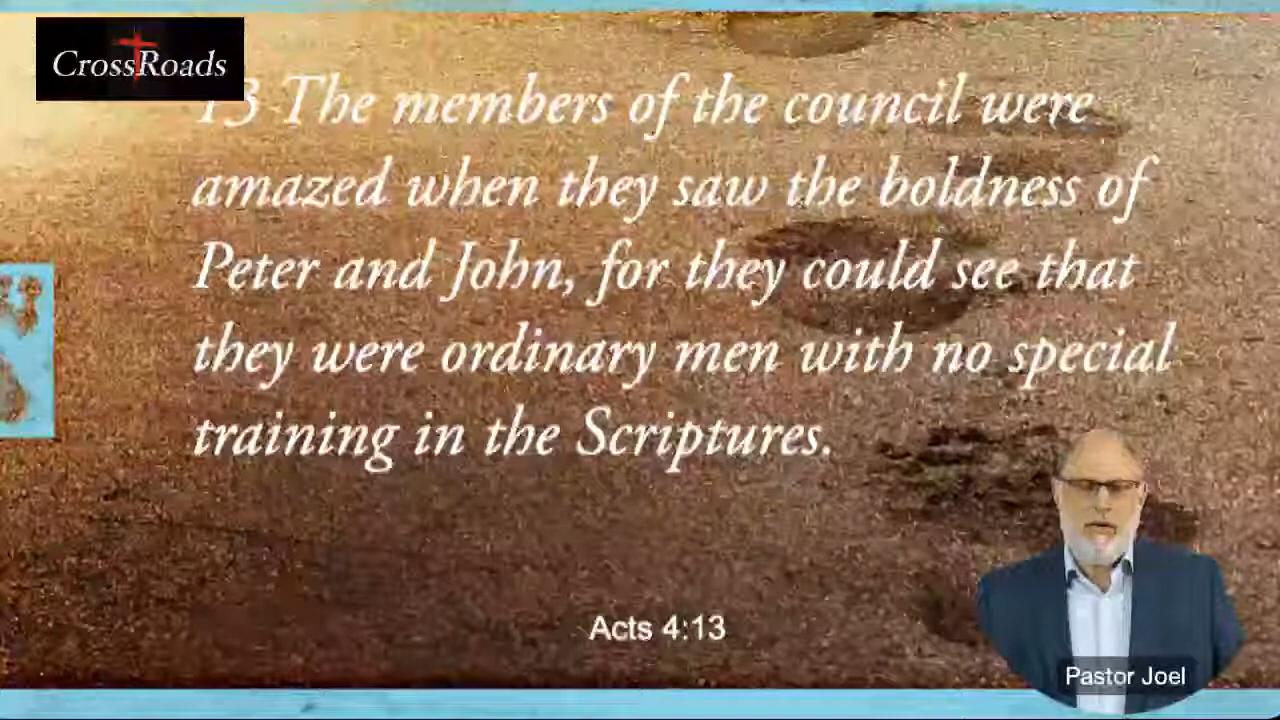 CrossRoads
13 The members of the council were
amazed when they saw the boldness of
Peter and John, for they could see that
they were ordinary men with no special
training in the Scriptures.
Acts 4:13
Pastor Joel